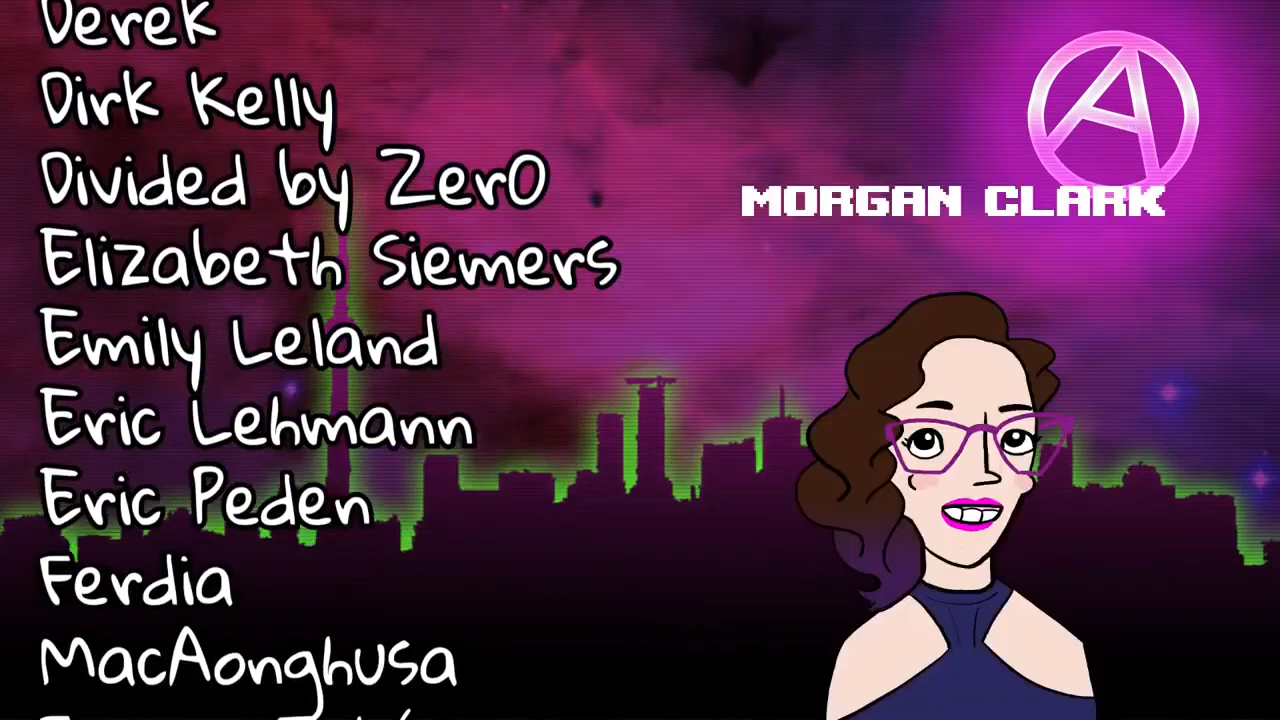 Derek
Dirk Kelly
Divided by Zer0
Elizabeth Siemers
Emily Leland
Eric Lehmann
Eric Peden
Ferdia
MacAonghusa
MORGAN CLARK